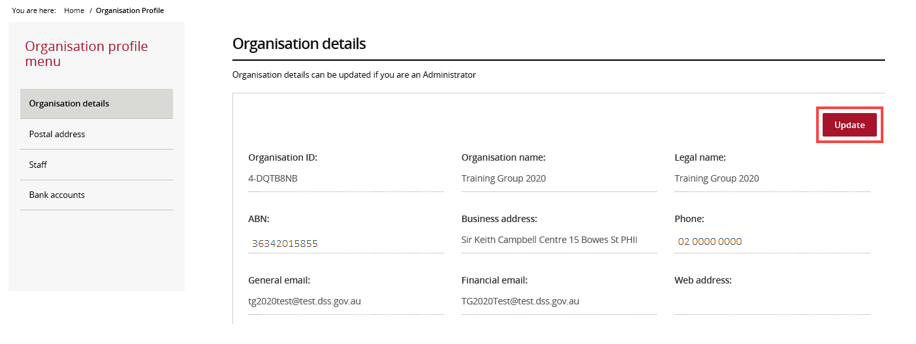 You are here: Home / Organisation Profile
Organisation profile
menu
Organisation details
Postal address
Staff
Bank accounts
Organisation details
Organisation details can be updated if you are an Administrator
Update
Organisation ID: Organisation name: Legal name:
4-DQTB8NB Training Group 2020 Training Group 2020
ABN: Business address: Phone:
36342015855 Sir Keith Campbell Centre 15 Bowes St PHII 02 0000 0000
General email: Financial email: Web address:
tg2020test@test.dss.gov.au TG2020Test@test.dss.gov.au